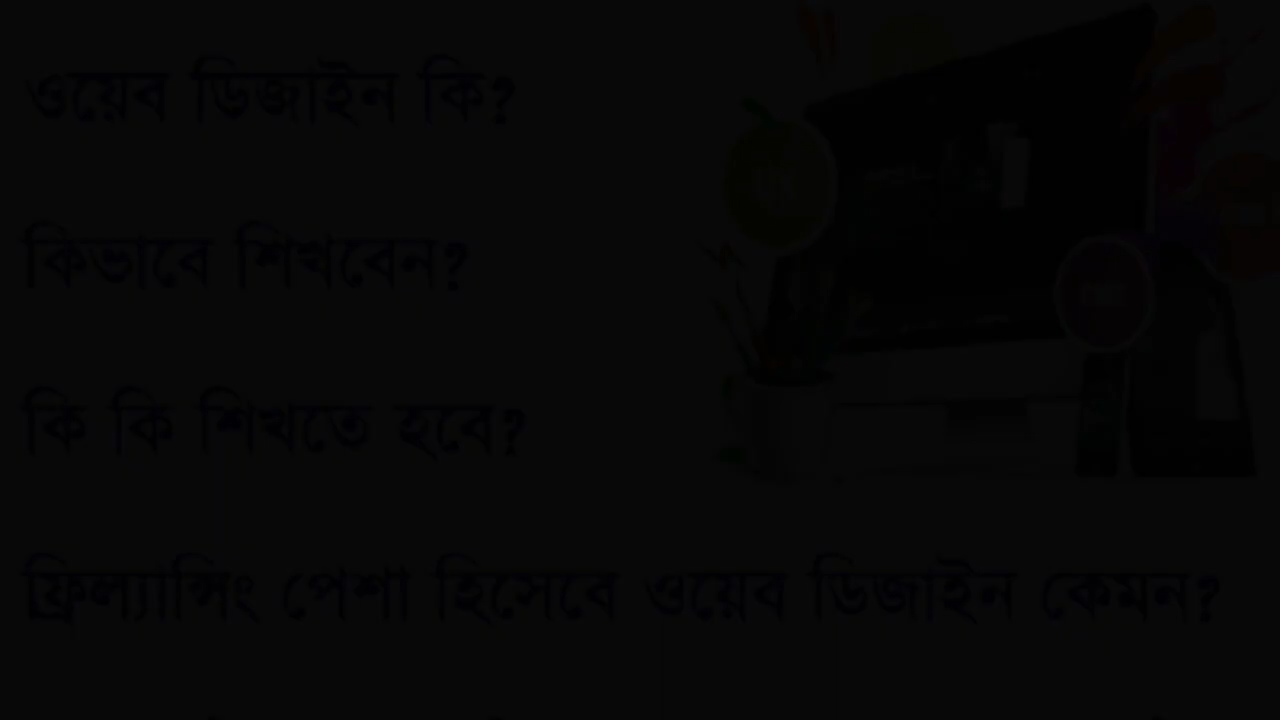 ওয়েব ডিজাইন কি?
কিভাবে শিখবেন?
কি কি শিখতে হবে?
ফ্রিল্যান্সিং পেশা হিসেবে ওয়েব ডিজাইন কেমন?